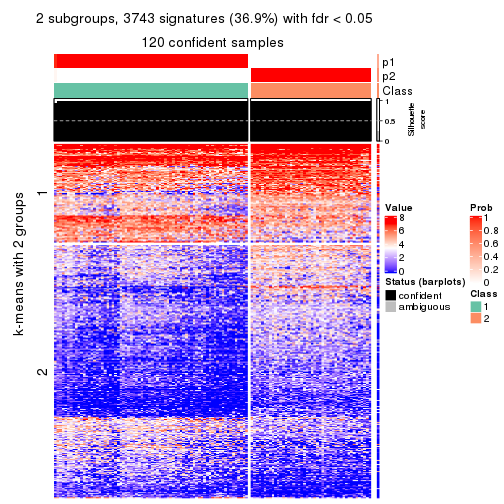 2 subgroups, 3743 signatures (36.9%) with fdr < 0.05
120 confident samples
p1
p2
Class
1
0.5
0
Silhouette
score
k-means with 2 groups
1
2
Value
8
6
4
2
0
Prob
1
0.8
0.6
0.4
0.2
0
Status (barplots)
confident
ambiguous
Class
1
2